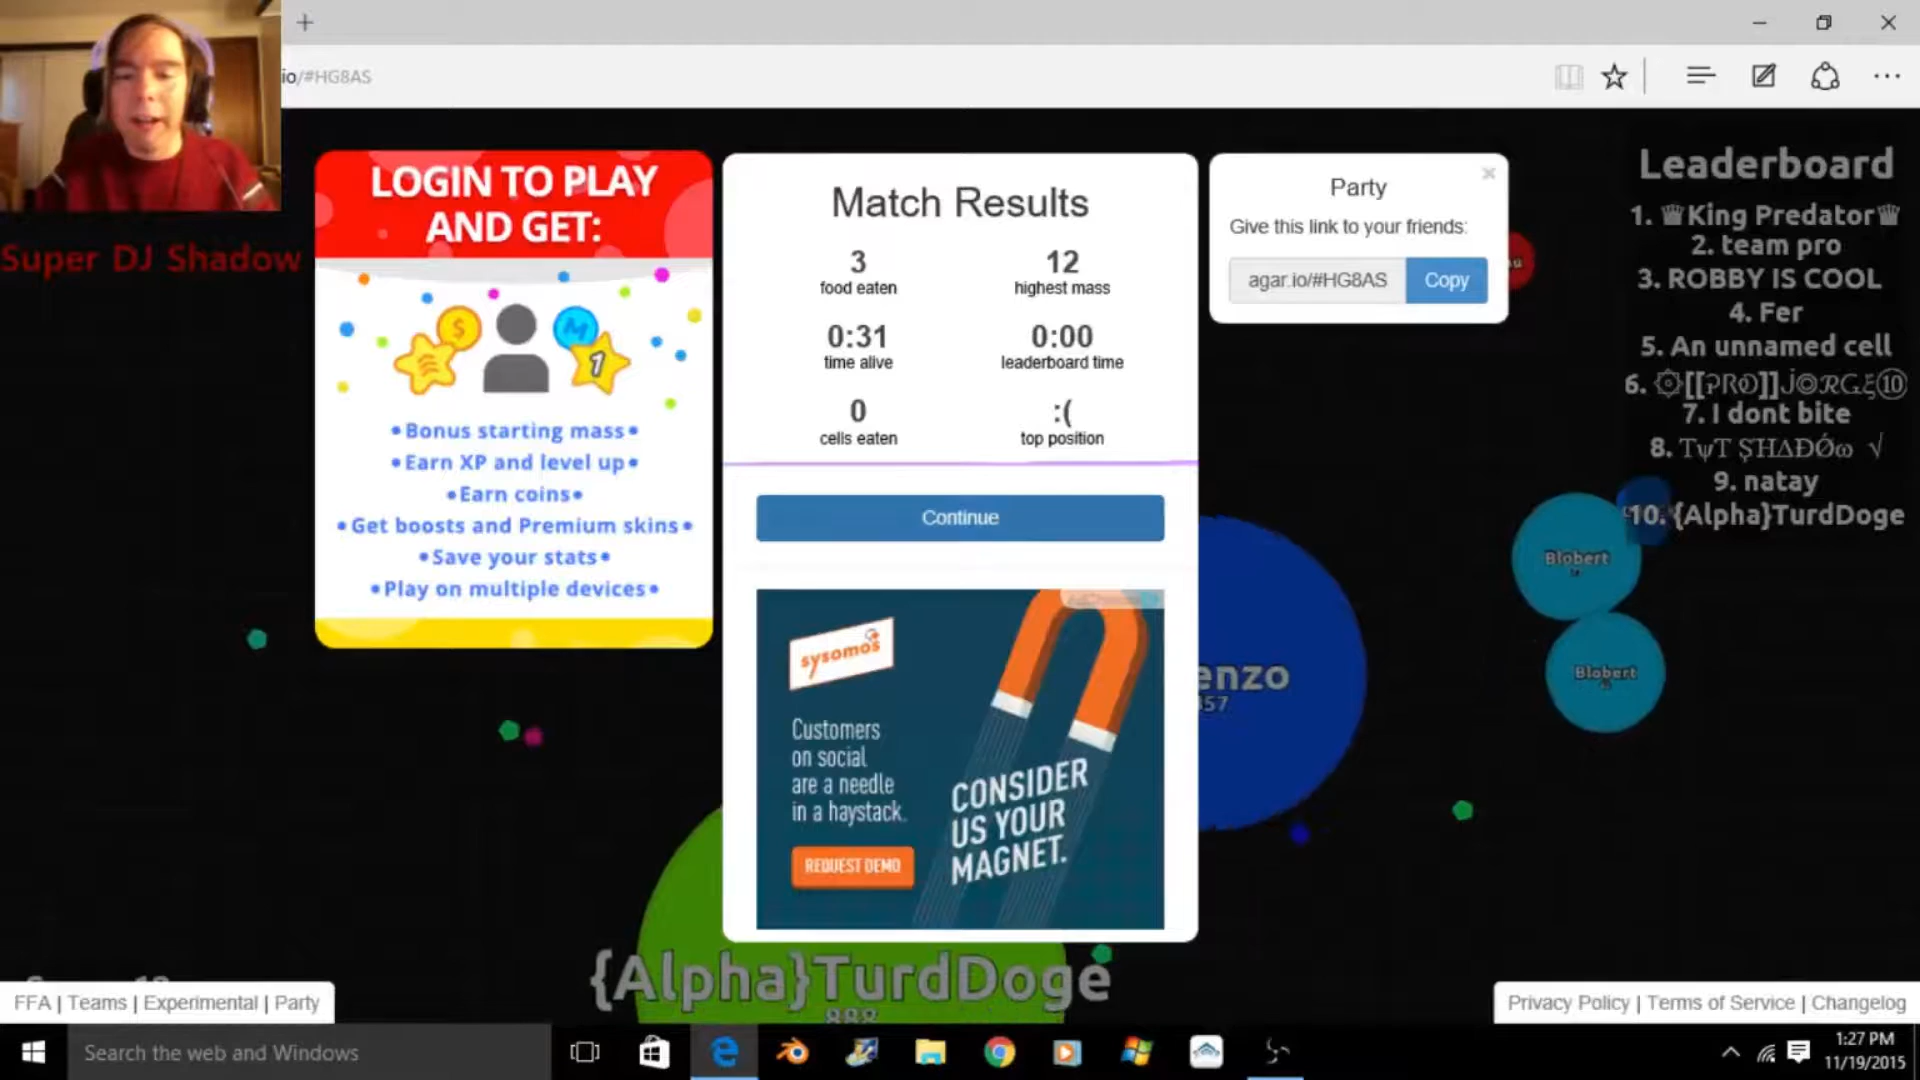 io/#HG8AS
Super DJ Shadow
LOGIN TO PLAY
AND GET:
$
M
1
•Bonus starting mass•
•Earn XP and level up•
•Earn coins•
•Get boosts and Premium skins•
•Save your stats•
•Play on multiple devices•
Match Results
3
food eaten
12
highest mass
0:31
time alive
0:00
leaderboard time
0
cells eaten
:(
top position
Continue
sysomos
Customers
on social
are a needle
in a haystack.
REQUEST DEMO
CONSIDER
US YOUR
MAGNET.
Party
Give this link to your friends:
agar.io/#HG8AS
Copy
Leaderboard
1. ♛King Predator♛
2. team pro
3. ROBBY IS COOL
4. Fer
5. An unnamed cell
7. I dont bite
9. natay
10. {Alpha}TurdDoge
Blobert
Blobert
enzo
{Alpha}TurdDoge
888
FFA | Teams | Experimental | Party
Privacy Policy | Terms of Service | Changelog
Search the web and Windows
1:27 PM
11/19/2015